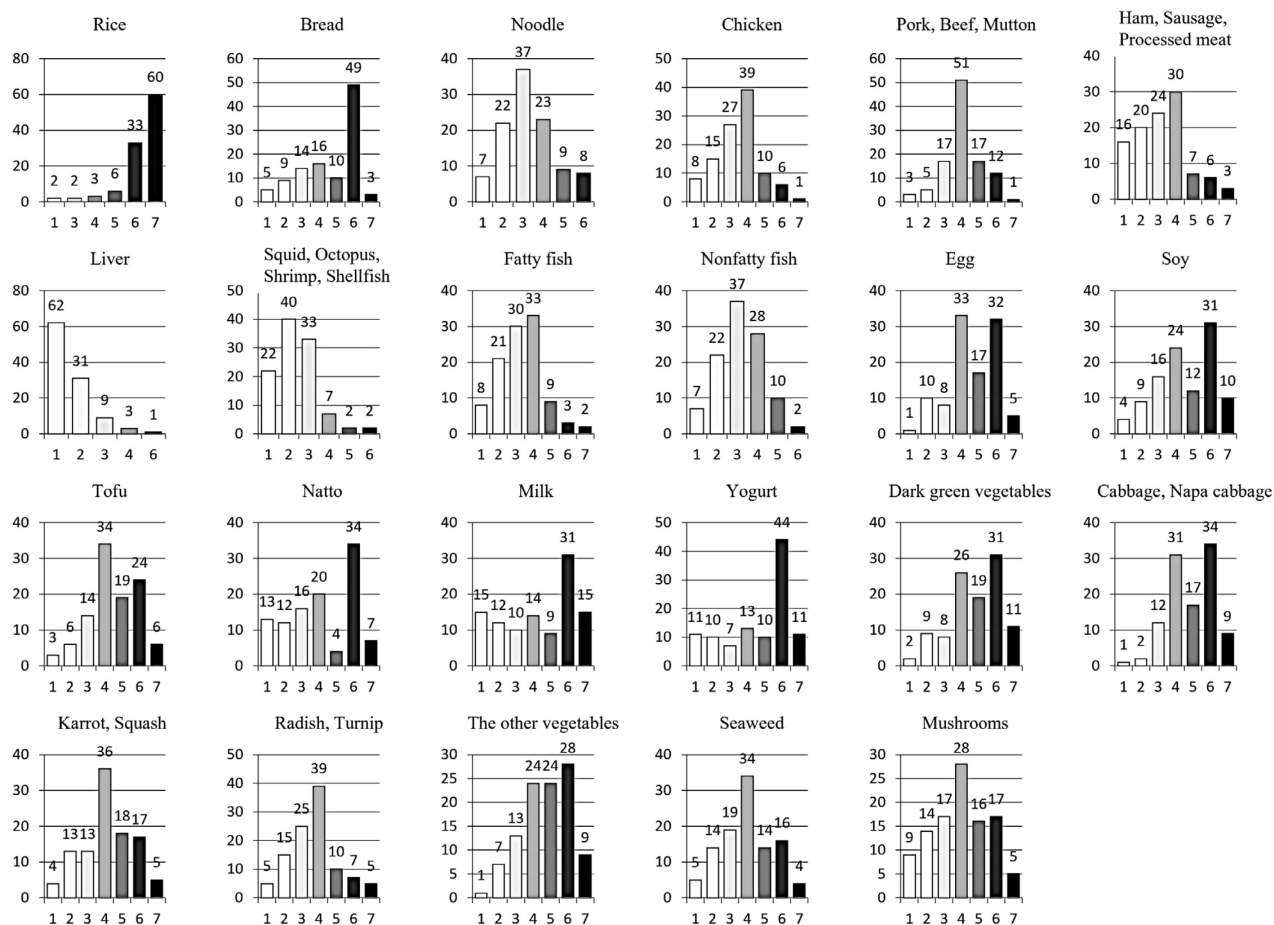 Rice
80
60
40
20
0
2 2 3 6 33 60
1 3 4 5 6 7
Bread
60
50
40
30
20
10
0
5 9 14 16 10 49 3
1 2 3 4 5 6 7
Noodle
40
30
20
10
0
7 22 37 23 9 8
1 2 3 4 5 6
Chicken
50
40
30
20
10
0
8 15 27 39 10 6 1
1 2 3 4 5 6 7
Pork, Beef, Mutton
60
50
40
30
20
10
0
3 5 17 51 17 12 1
1 2 3 4 5 6 7
Ham, Sausage,
Processed meat
40
30
20
10
0
16 20 24 30 7 6 3
1 2 3 4 5 6 7
Liver
80
60
40
20
0
62 31 9 3 1
1 2 3 4 6
Squid, Octopus,
Shrimp, Shellfish
50
40
30
20
10
0
22 40 33 7 2 2
1 2 3 4 5 6
Fatty fish
40
30
20
10
0
8 21 30 33 9 3 2
1 2 3 4 5 6 7
Nonfatty fish
40
30
20
10
0
7 22 37 28 10 2
1 2 3 4 5 6
Egg
40
30
20
10
0
1 10 8 33 17 32 5
1 2 3 4 5 6 7
Soy
40
30
20
10
0
4 9 16 24 12 31 10
1 2 3 4 5 6 7
Tofu
40
30
20
10
0
3 6 14 34 19 24 6
1 2 3 4 5 6 7
Natto
40
30
20
10
0
13 12 16 20 4 34 7
1 2 3 4 5 6 7
Milk
40
30
20
10
0
15 12 10 14 9 31 15
1 2 3 4 5 6 7
Yogurt
50
40
30
20
10
0
11 10 7 13 10 44 11
1 2 3 4 5 6 7
Dark green vegetables
40
30
20
10
0
2 9 8 26 19 31 11
1 2 3 4 5 6 7
Cabbage, Napa cabbage
40
30
20
10
0
1 2 12 31 17 34 9
1 2 3 4 5 6 7
Karrot, Squash
40
30
20
10
0
4 13 13 36 18 17 5
1 2 3 4 5 6 7
Radish, Turnip
50
40
30
20
10
0
5 15 25 39 10 7 5
1 2 3 4 5 6 7
The other vegetables
30
25
20
15
10
5
0
1 7 13 24 24 28 9
1 2 3 4 5 6 7
Seaweed
40
30
20
10
0
5 14 19 34 14 16 4
1 2 3 4 5 6 7
Mushrooms
30
25
20
15
10
5
0
9 14 17 28 16 17 5
1 2 3 4 5 6 7